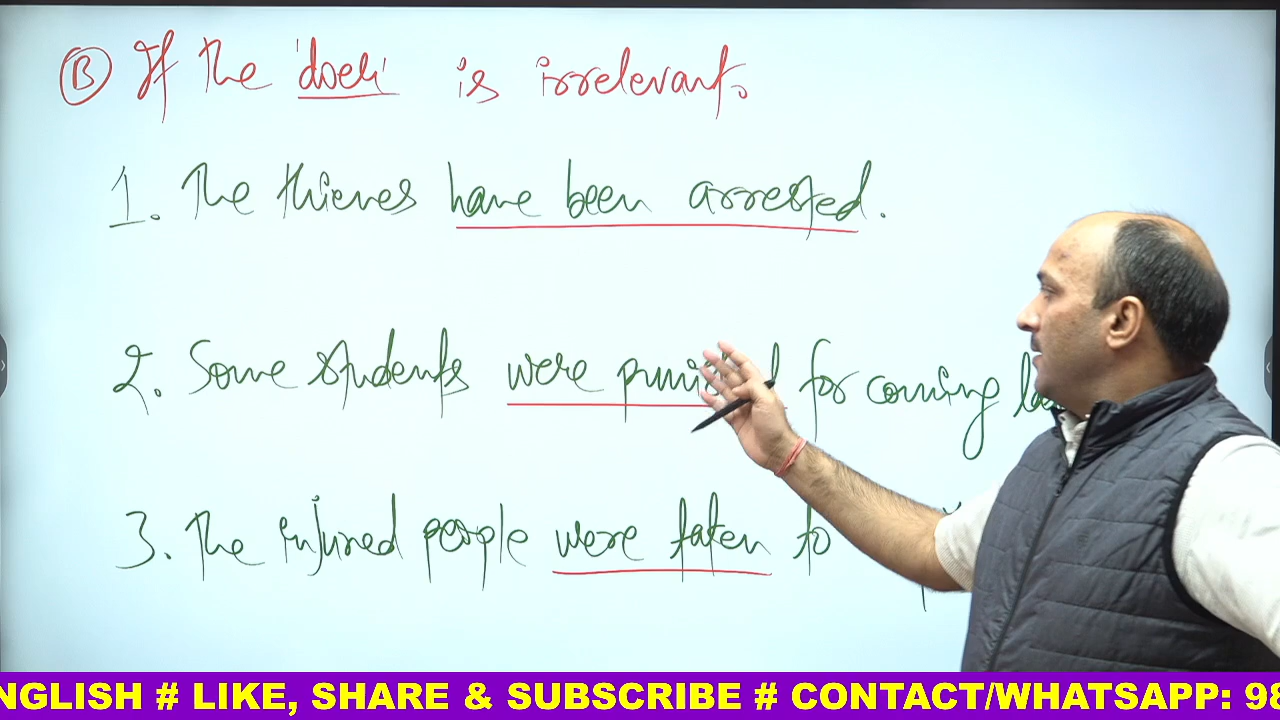 Ⓑ If the 'doer' is irrelevant.
1. The thieves have been arrested.
2. Some students were punished for coming
3. The injured people were taken to
NGLISH # LIKE, SHARE & SUBSCRIBE # CONTACT/WHATSAPP: 98